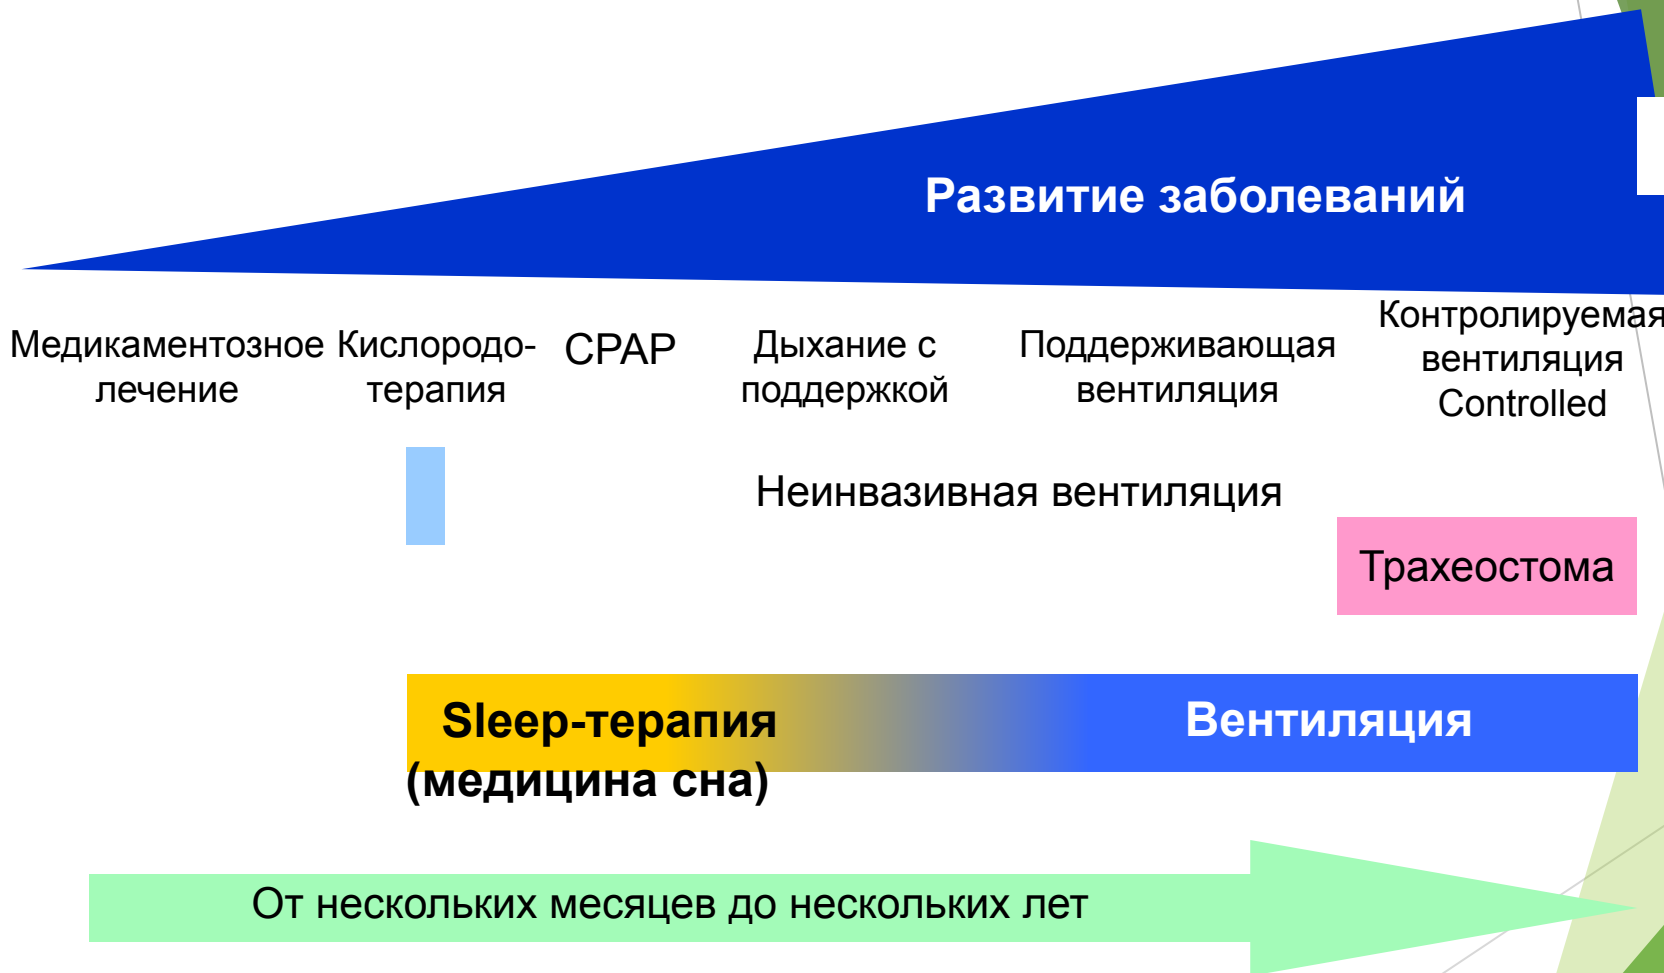 Развитие заболеваний
Медикаментозное
лечение
Кислородо-
терапия
CPAP
Дыхание с
поддержкой
Поддерживающая
вентиляция
Контролируемая
вентиляция
Controlled
Неинвазивная вентиляция
Трахеостома
Sleep-терапия
(медицина сна)
Вентиляция
От нескольких месяцев до нескольких лет